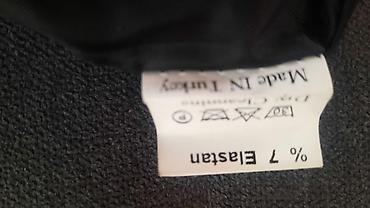 % 7 Elastan
30 P
Dry Cleaning
Made IN Turkey